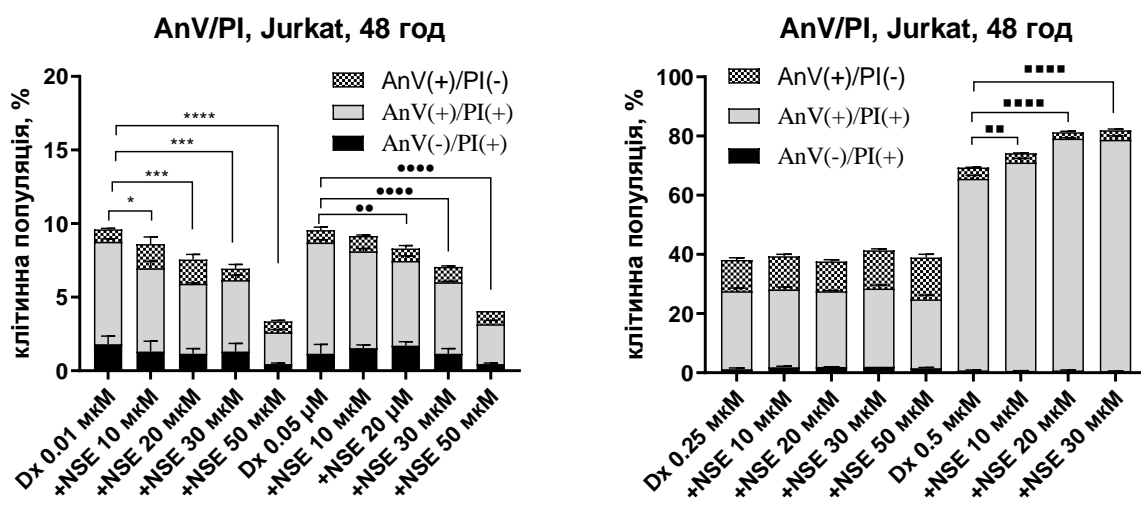 AnV/PI, Jurkat, 48 год
клітинна популяція, %
20
15
10
5
0
AnV(+)/PI(-)
AnV(+)/PI(+)
AnV(-)/PI(+)
*
***
***
****
••
••••
••••
Dx 0.01 мкМ
+NSE 10 мкМ
+NSE 20 мкМ
+NSE 30 мкМ
+NSE 50 мкМ
Dx 0.05 µM
+NSE 10 мкМ
+NSE 20 µM
+NSE 30 мкМ
+NSE 50 мкМ
AnV/PI, Jurkat, 48 год
клітинна популяція, %
100
80
60
40
20
0
AnV(+)/PI(-)
AnV(+)/PI(+)
AnV(-)/PI(+)
▪▪
▪▪▪▪
▪▪▪▪
Dx 0.25 мкМ
+NSE 10 мкМ
+NSE 20 мкМ
+NSE 30 мкМ
+NSE 50 мкМ
Dx 0.5 мкМ
+NSE 10 мкМ
+NSE 20 мкМ
+NSE 30 мкМ